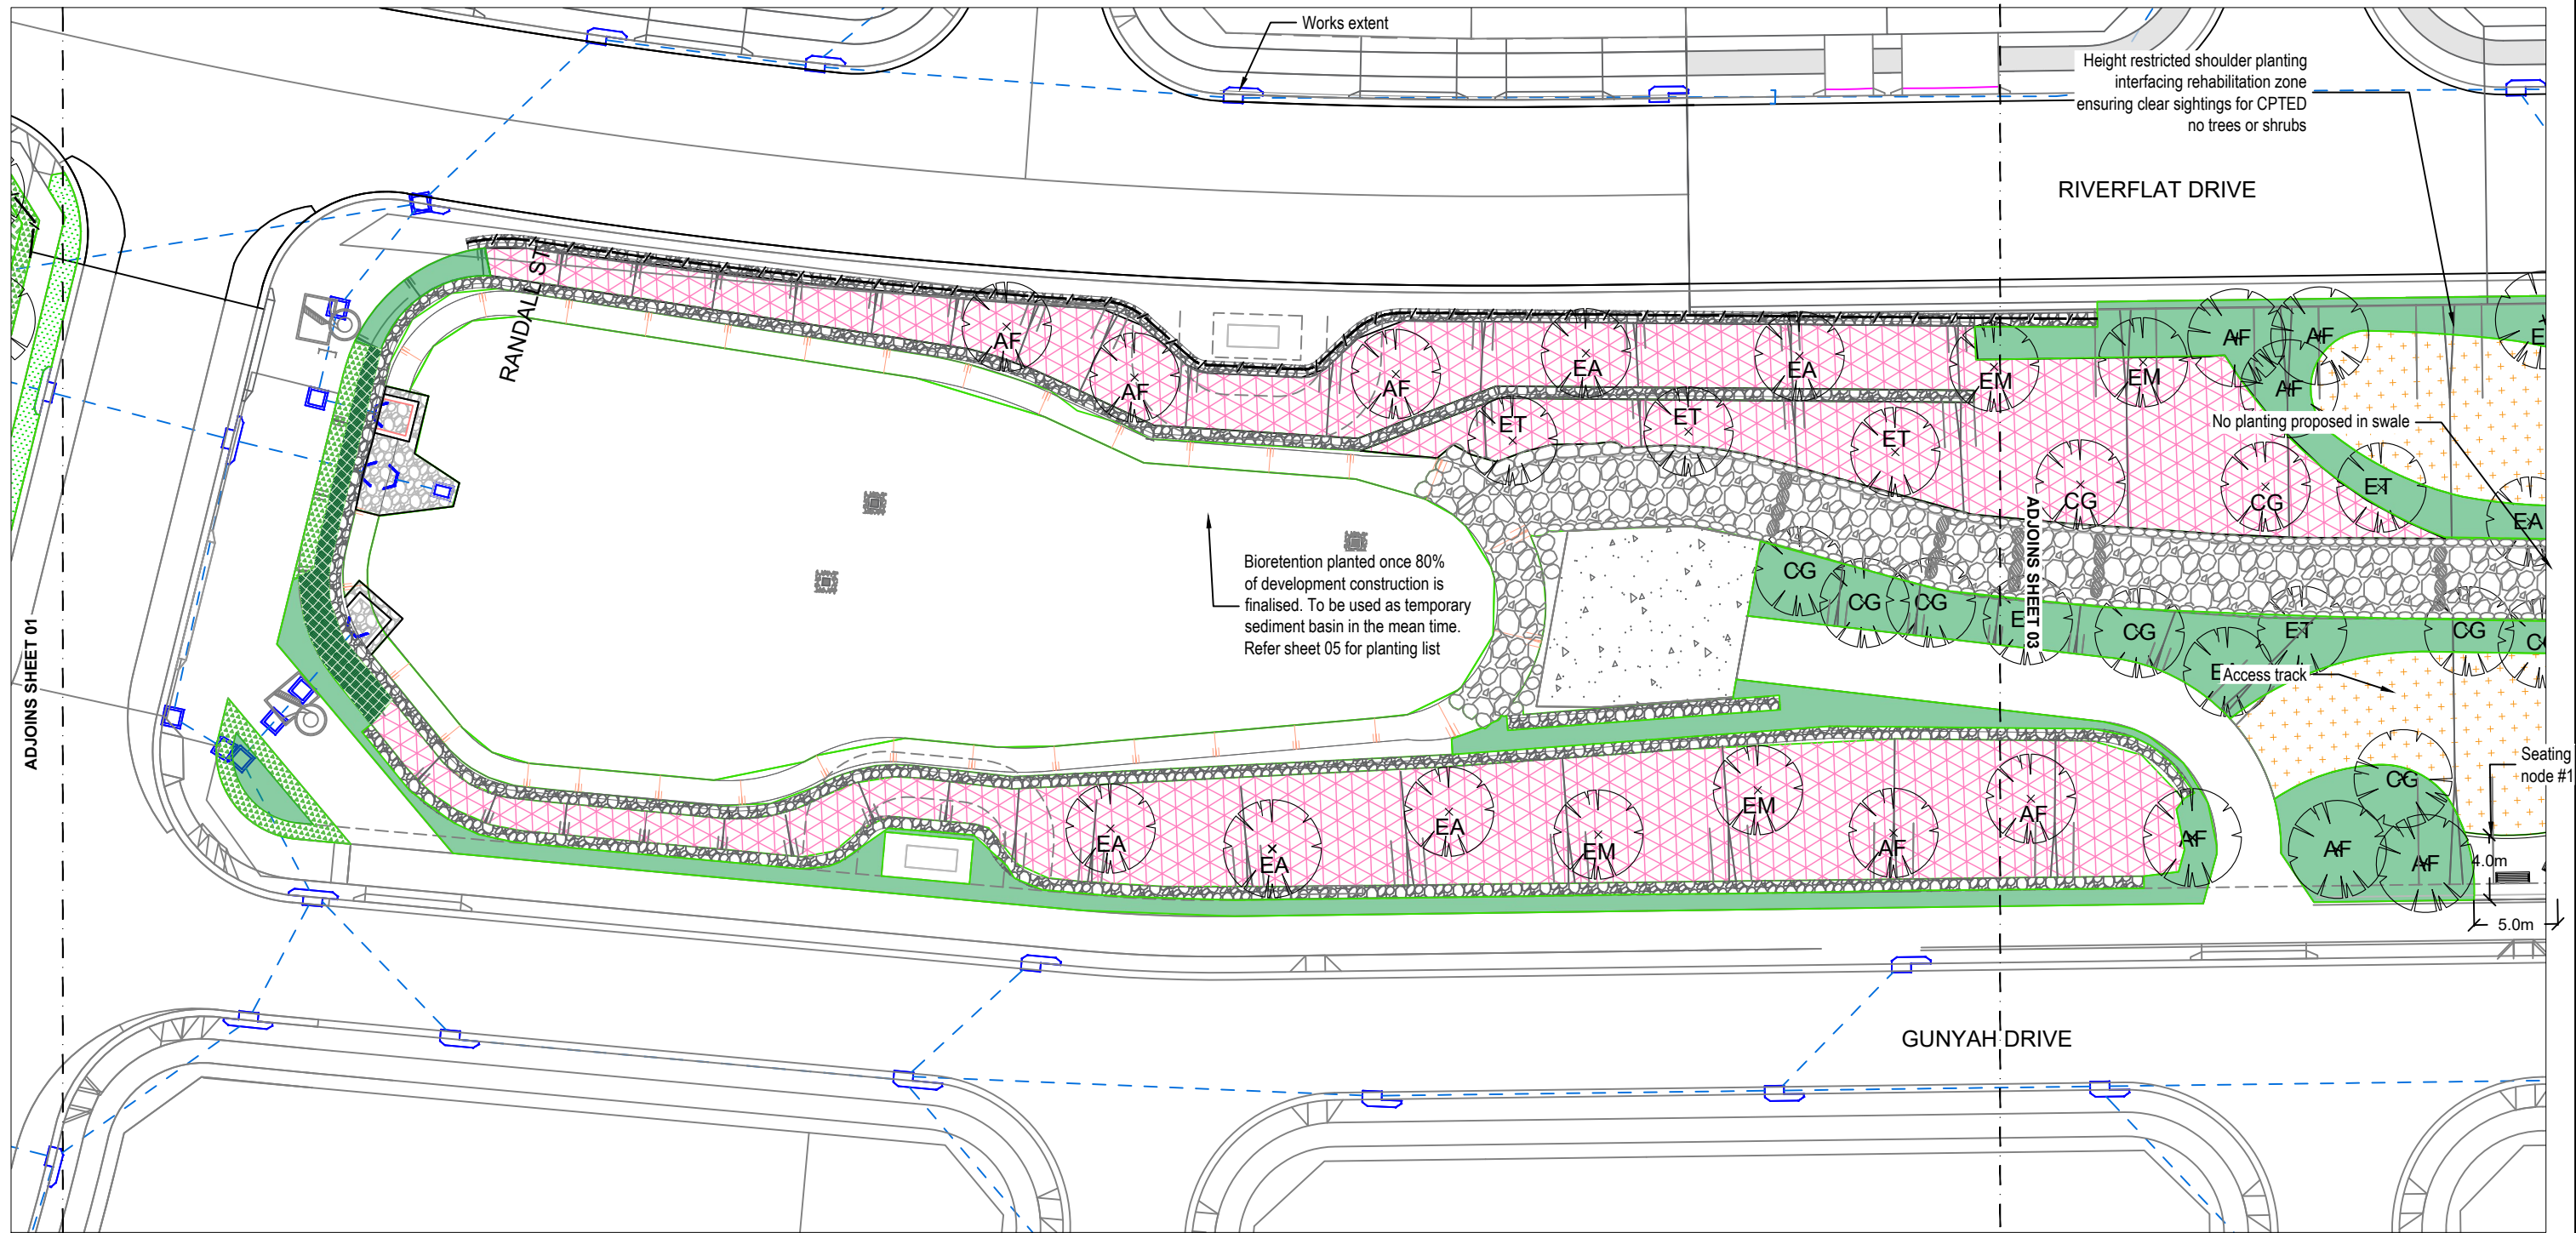 Works extent
Height restricted shoulder planting
interfacing rehabilitation zone
ensuring clear sightings for CPTED
no trees or shrubs
RIVERFLAT DRIVE
RANDALL ST
AF
AF
AF
EA
EA
EM
EM
AF
AF
AF
No planting proposed in swale
ET
ET
ET
CG
CG
ET
EA
ADJOINS SHEET 03
Bioretention planted once 80%
of development construction is
finalised. To be used as temporary
sediment basin in the mean time.
Refer sheet 05 for planting list
CG
CG
CG
CG
ET
CG
Access track
ADJOINS SHEET 01
Seating
node #1
EA
EA
EA
EM
EM
AF
AF
AF
CG
AF
AF
4.0m
5.0m
GUNYAH DRIVE